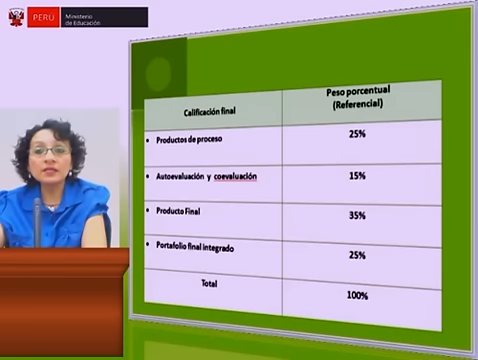 PERÚ Ministerio
de Educación
Calificación final Peso porcentual
(Referencial)
• Productos de proceso 25%
• Autoevaluación y coevaluación 15%
• Producto Final 35%
• Portafolio final integrado 25%
Total 100%